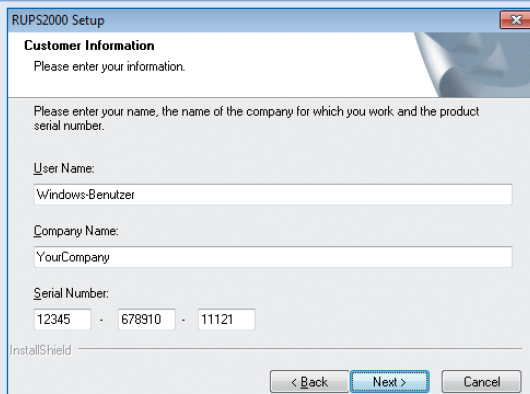 RUPS2000 Setup
Customer Information
Please enter your information.
Please enter your name, the name of the company for which you work and the product
serial number.
User Name:
Windows-Benutzer
Company Name:
YourCompany
Serial Number:
12345 - 678910 - 11121
InstallShield
< Back Next > Cancel